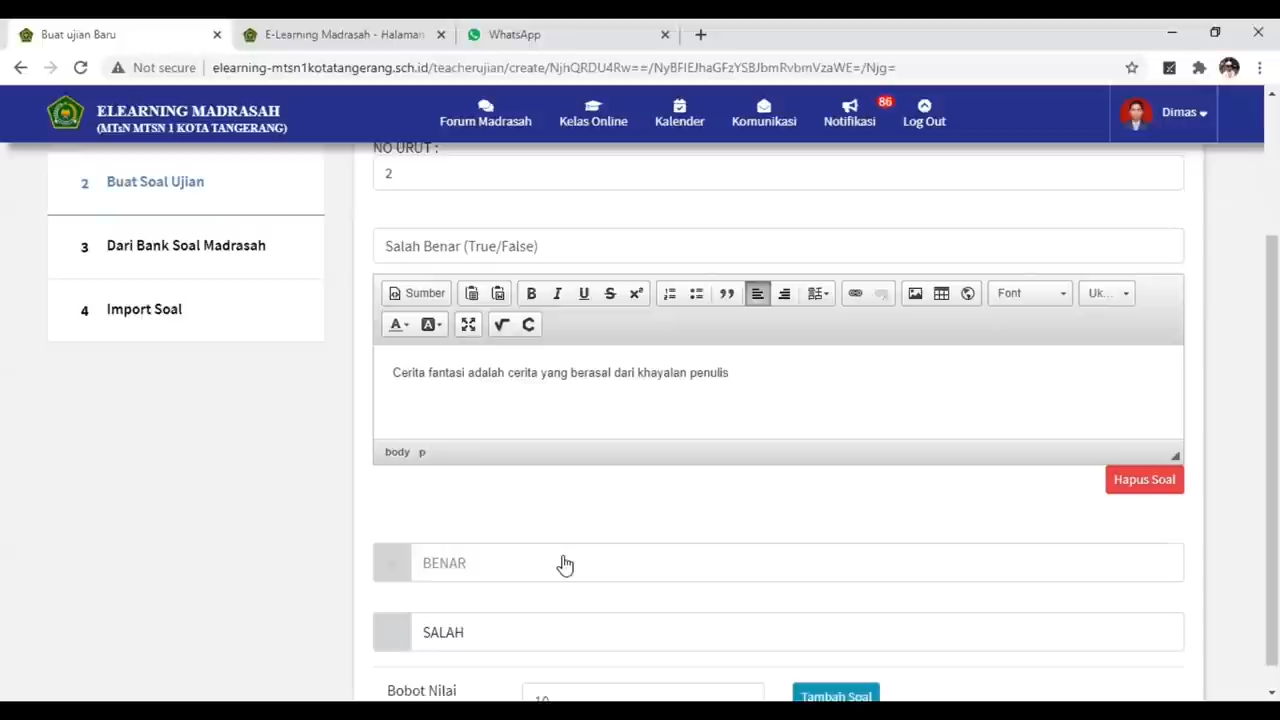 Buat ujian Baru
E-Learning Madrasah - Halaman
WhatsApp
Not secure
elearning-mtsn1kotatangerang.sch.id/teacherujian/create/NjhQRDU4Rw==/NyBFIEJhaGFzYSBJbmRvbmVzaWE=/Njg=
ELEARNING MADRASAH
(MTsN MTSN 1 KOTA TANGERANG)
Forum Madrasah
Kelas Online
Kalender
Komunikasi
Notifikasi
86
Log Out
Dimas
NO URUT :
2
2 Buat Soal Ujian
3 Dari Bank Soal Madrasah
4 Import Soal
Salah Benar (True/False)
Sumber
Font
Uk...
Cerita fantasi adalah cerita yang berasal dari khayalan penulis
body p
Hapus Soal
BENAR
SALAH
Bobot Nilai
10
Tambah Soal